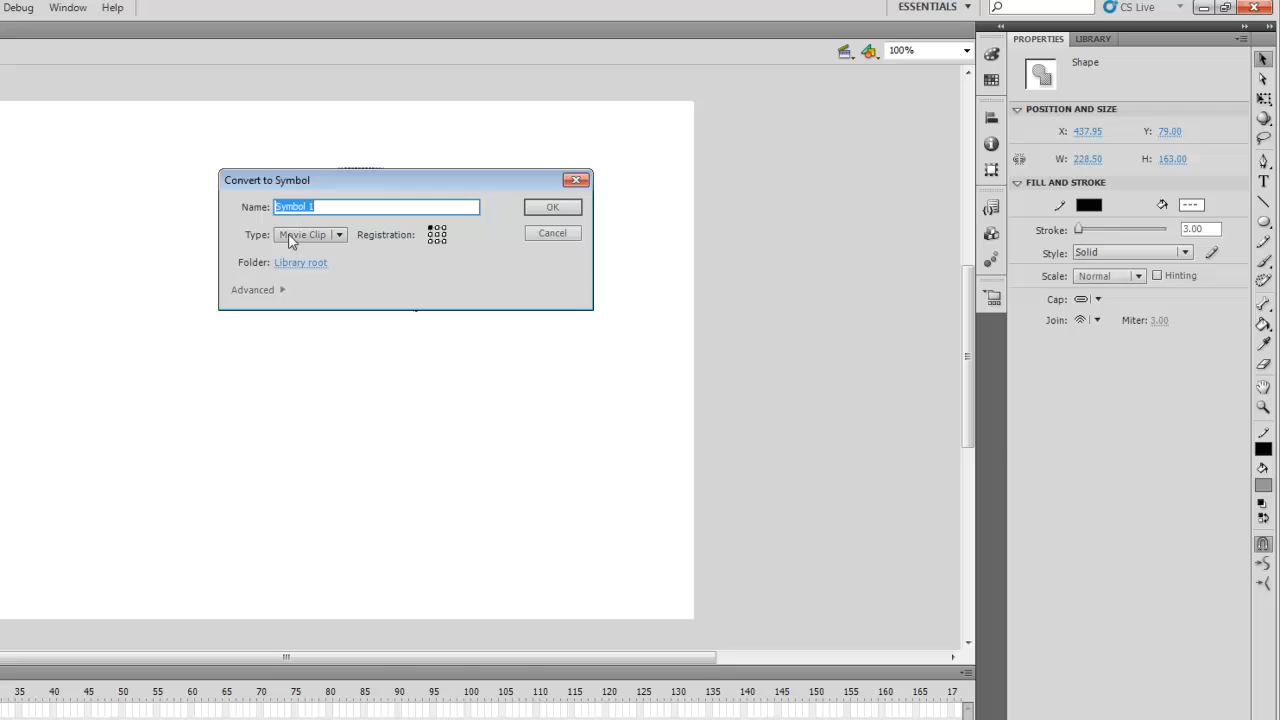 Debug Window Help
ESSENTIALS
CS Live
100%
PROPERTIES LIBRARY
Shape
POSITION AND SIZE
X: 437.95 Y: 79.00
W: 228.50 H: 163.00
FILL AND STROKE
Stroke: 3.00
Style: Solid
Scale: Normal Hinting
Cap:
Join: Miter: 3.00
Convert to Symbol
Name: Symbol 1 OK
Type: Movie Clip Registration: Cancel
Folder: Library root
Advanced
35 40 45 50 55 60 65 70 75 80 85 90 95 100 105 110 115 120 125 130 135 140 145 150 155 160 165 17